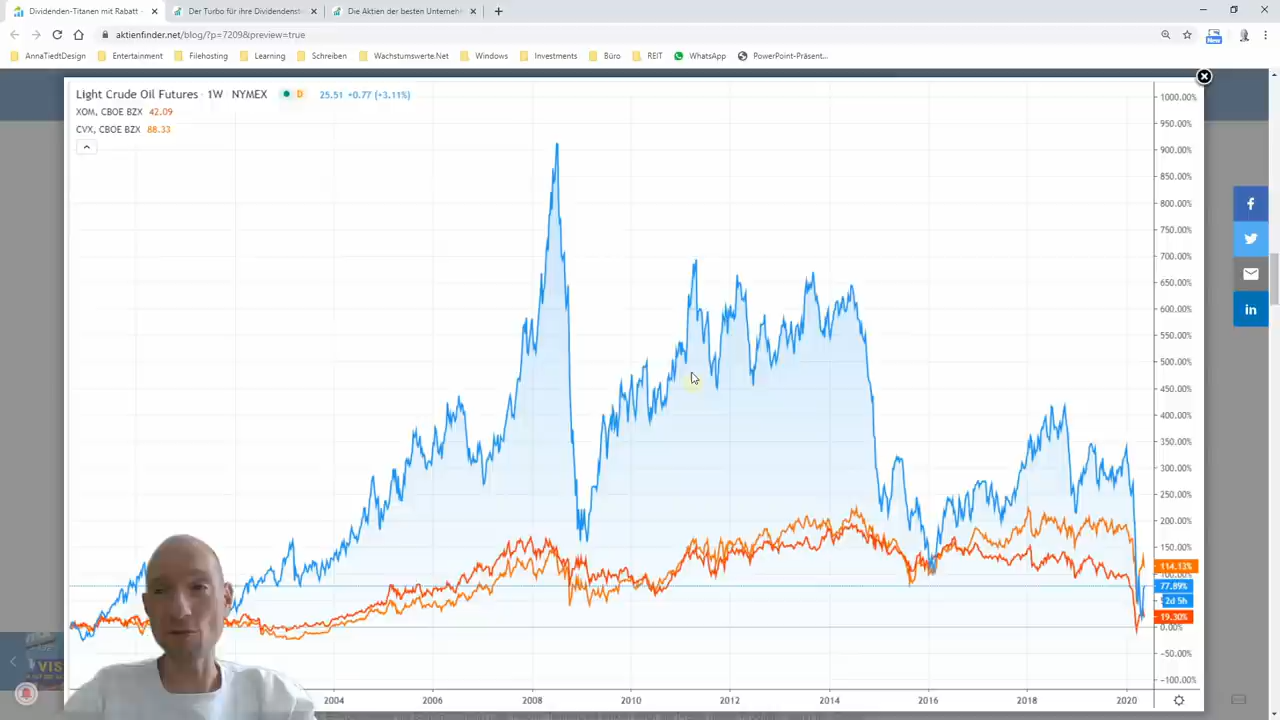 Dividenden-Titanen mit Rabatt -
Der Turbo für ihre Dividendenst
Die Aktien der besten Unterneh
aktienfinder.net/blog/?p=7209&preview=true
New
AnnaTiedtDesign
Entertainment
Filehosting
Learning
Schreiben
Wachstumswerte.Net
Windows
Investments
Büro
REIT
WhatsApp
PowerPoint-Präsent...
Light Crude Oil Futures · 1W · NYMEX D 25.51 +0.77 (+3.11%)
XOM, CBOE BZX 42.09
CVX, CBOE BZX 88.33
1000.00%
950.00%
900.00%
850.00%
800.00%
750.00%
700.00%
650.00%
600.00%
550.00%
500.00%
450.00%
400.00%
350.00%
300.00%
250.00%
200.00%
150.00%
114.13%
100.00%
77.89%
2d 5h
19.30%
0.00%
-50.00%
-100.00%
2004
2006
2008
2010
2012
2014
2016
2018
2020
f
in
VIS